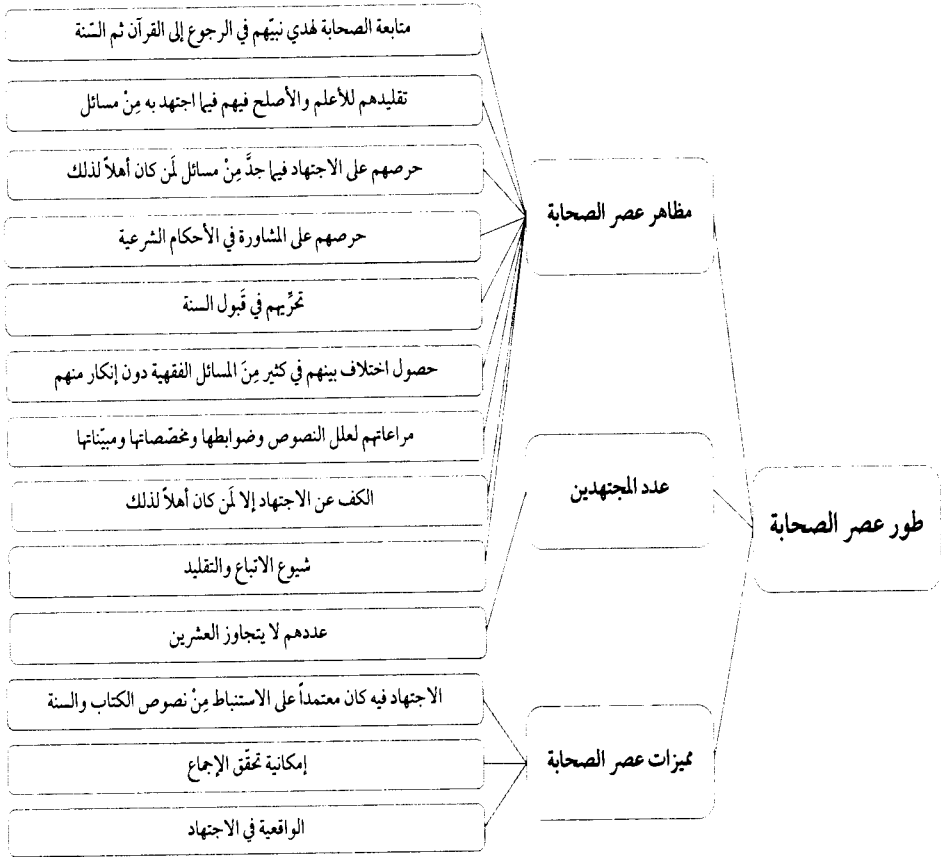 طور عصر الصحابة
مظاهر عصر الصحابة
متابعة الصحابة لهدي نبيّهم في الرجوع إلى القرآن ثم السّنة
تقليدهم للأعلم والأصلح فيهم فيما اجتهد به مِنْ مسائل
حرصهم على الاجتهاد فيما جدَّ مِنْ مسائل لَمن كان أهلاً لذلك
حرصهم على المشاورة في الأحكام الشرعية
تحرِّيهم في قَبول السنة
حصول اختلاف بينهم في كثير مِنَ المسائل الفقهية دون إنكار منهم
مراعاتهم لعلل النصوص وضوابطها ومخصّصاتها ومبيّناتها
الكف عن الاجتهاد إلا لَمن كان أهلاً لذلك
شيوع الاتباع والتقليد
عدد المجتهدين
عددهم لا يتجاوز العشرين
مميزات عصر الصحابة
الاجتهاد فيه كان معتمداً على الاستنباط مِنْ نصوص الكتاب والسنة
إمكانية تحقّق الإجماع
الواقعية في الاجتهاد